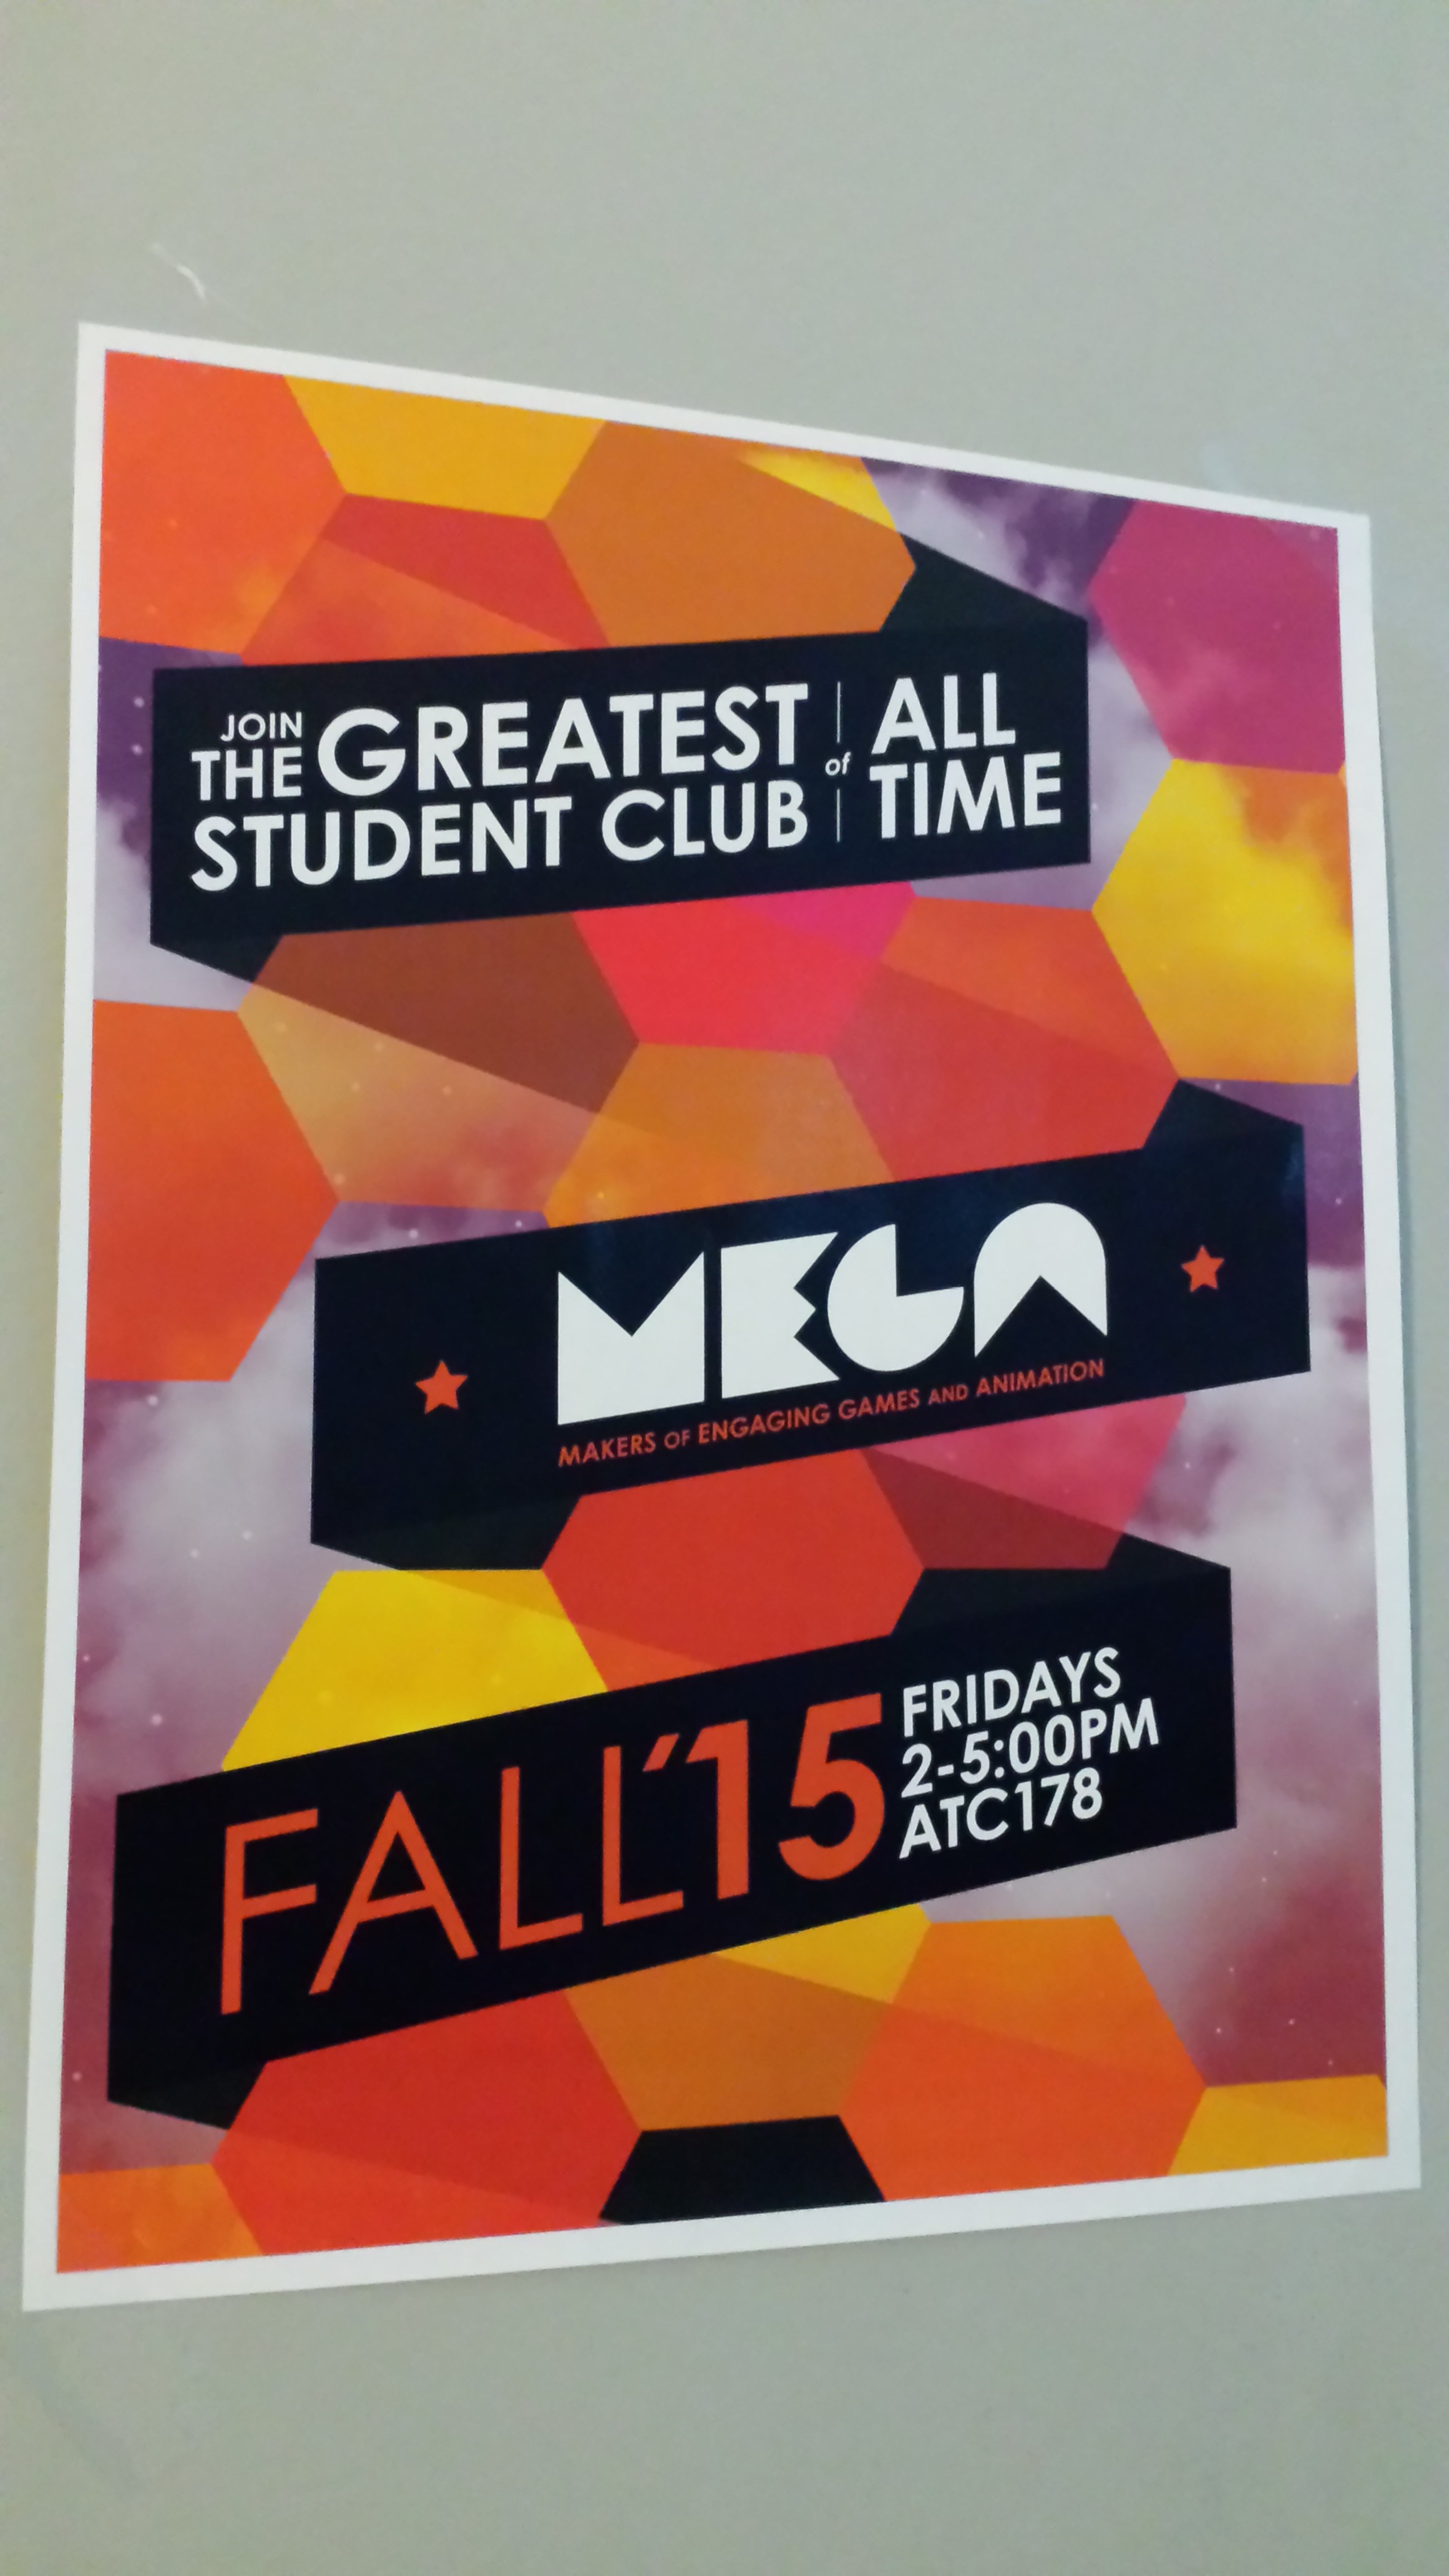 JOIN
THE GREATEST
STUDENT CLUB
of
ALL
TIME
MEGA
MAKERS OF ENGAGING GAMES AND ANIMATION
FALL'15
FRIDAYS
2-5:00PM
ATC178